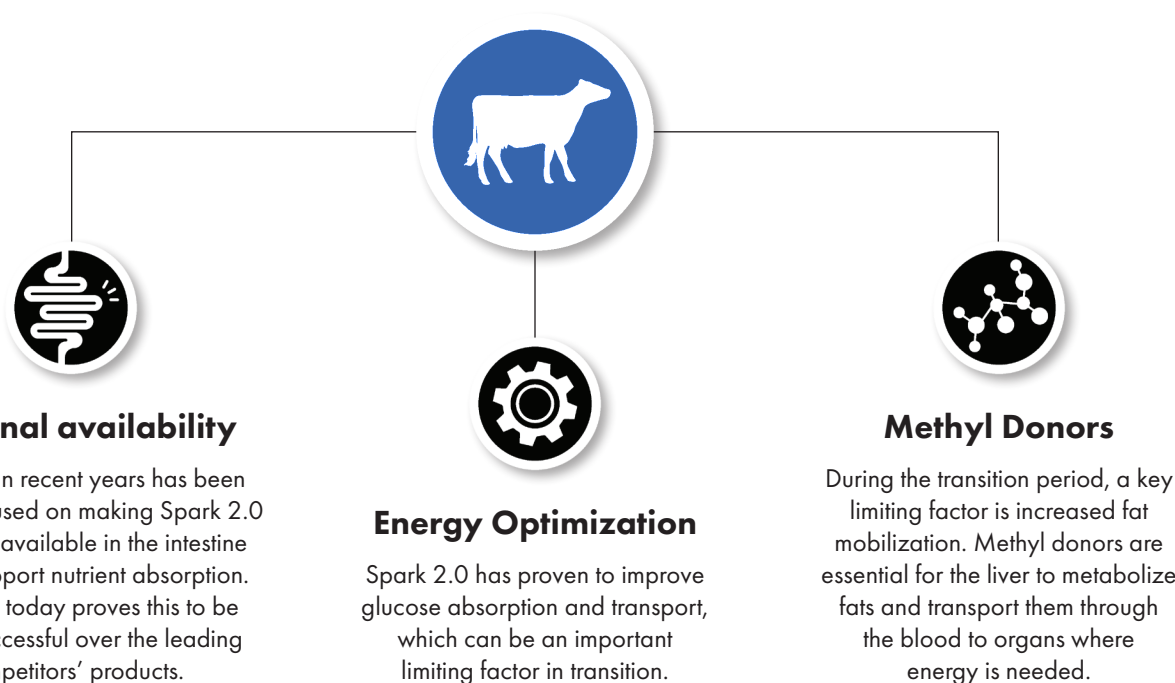 nal availability
n recent years has been
used on making Spark 2.0
available in the intestine
port nutrient absorption.
today proves this to be
ccessful over the leading
petitors’ products.
Energy Optimization
Spark 2.0 has proven to improve
glucose absorption and transport,
which can be an important
limiting factor in transition.
Methyl Donors
During the transition period, a key
limiting factor is increased fat
mobilization. Methyl donors are
essential for the liver to metabolize
fats and transport them through
the blood to organs where
energy is needed.